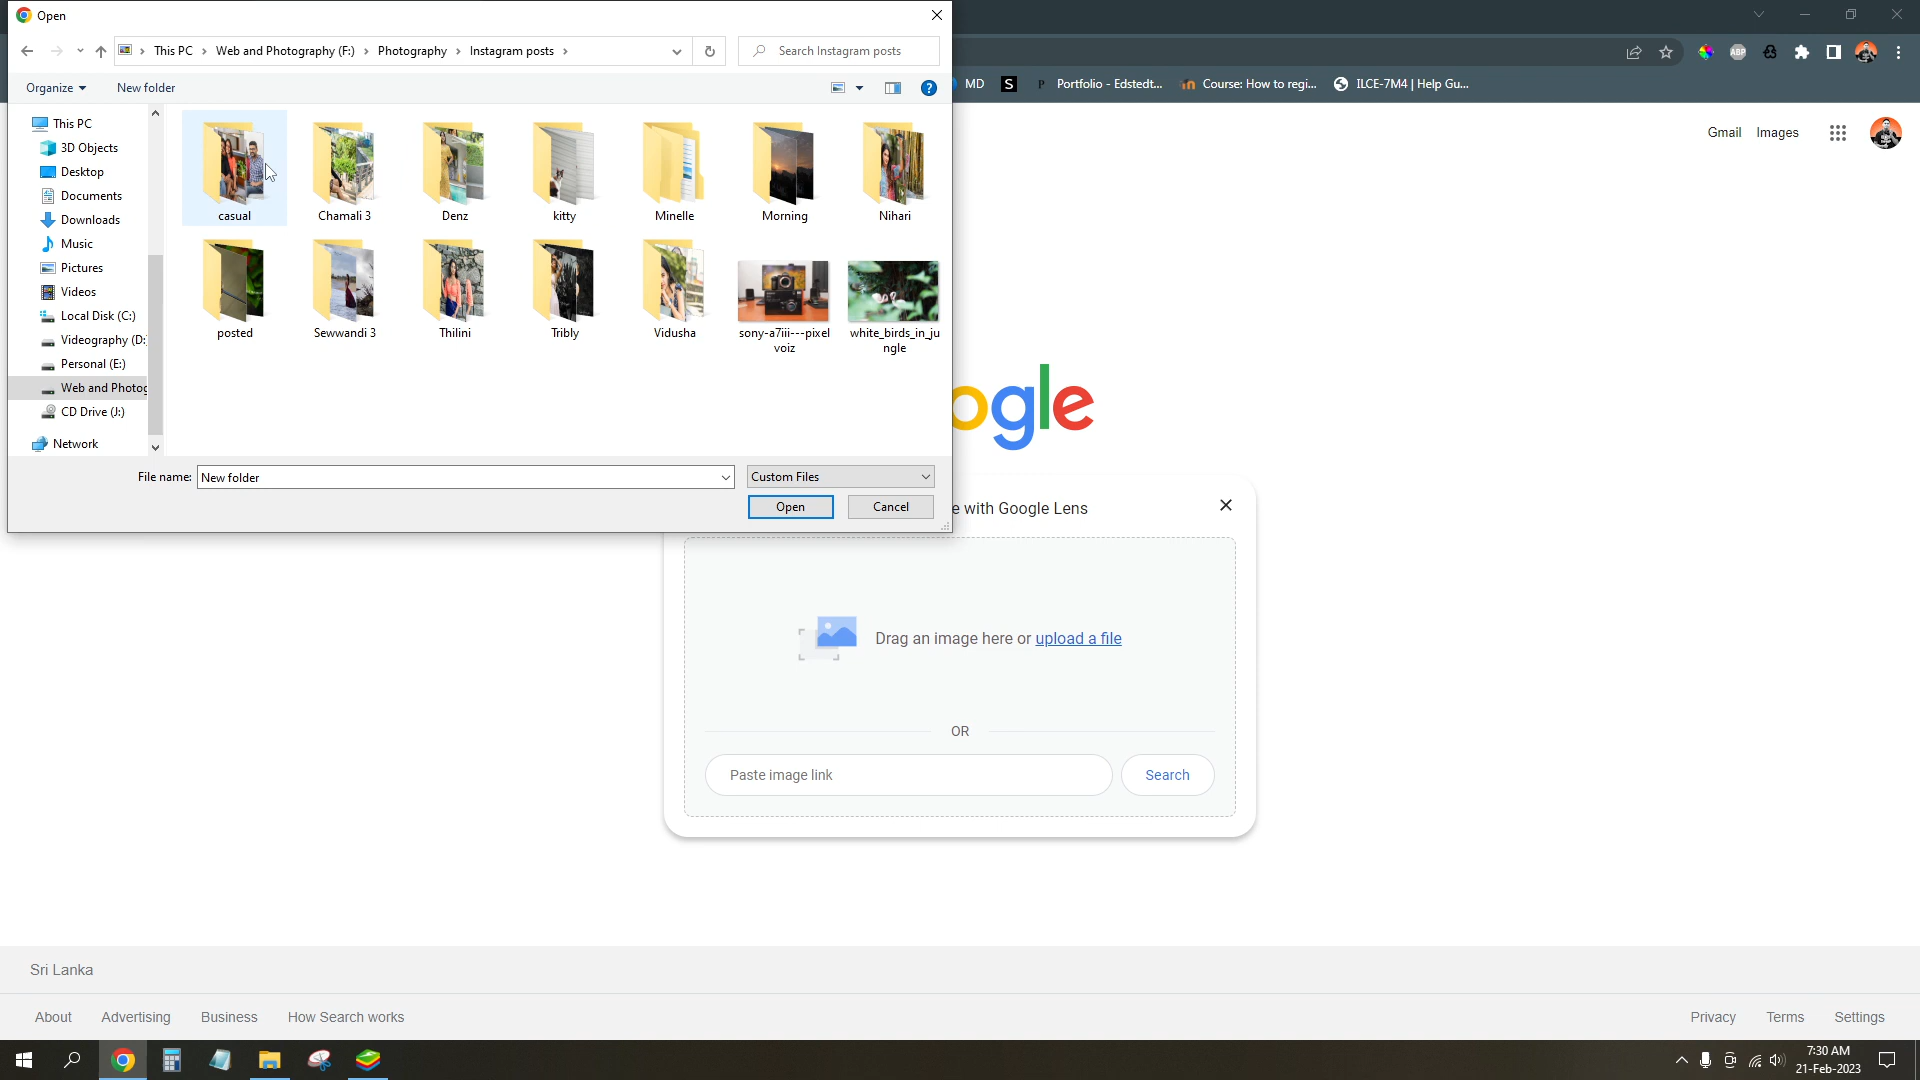 Open
This PC > Web and Photography (F:) > Photography > Instagram posts >
Search Instagram posts
Organize
New folder
MD
S
P Portfolio - Edstedt...
Course: How to regi...
ILCE-7M4 | Help Gu...
ABP
Gmail
Images
This PC
3D Objects
Desktop
Documents
Downloads
Music
Pictures
Videos
Local Disk (C:)
Videography (D:
Personal (E:)
Web and Photog
CD Drive (J:)
Network
casual
Chamali 3
Denz
kitty
Minelle
Morning
Nihari
posted
Sewwandi 3
Thilini
Tribly
Vidusha
sony-a7iii---pixel
voiz
white_birds_in_ju
ngle
File name:
New folder
Custom Files
Open
Cancel
ogle
e with Google Lens
Drag an image here or upload a file
OR
Paste image link
Search
Sri Lanka
About
Advertising
Business
How Search works
Privacy
Terms
Settings
7:30 AM
21-Feb-2023